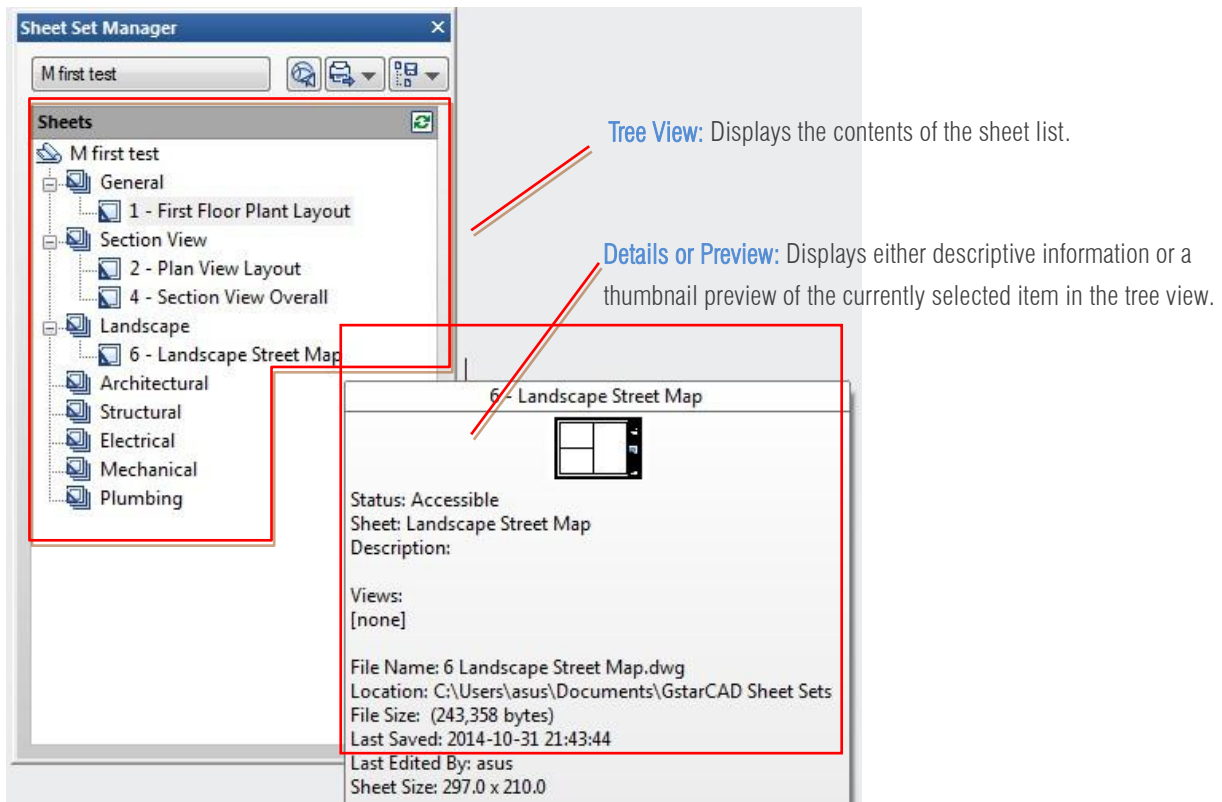 Sheet Set Manager
M first test
Sheets
M first test
General
1 - First Floor Plant Layout
Section View
2 - Plan View Layout
4 - Section View Overall
Landscape
6 - Landscape Street Map
Architectural
Structural
Electrical
Mechanical
Plumbing
Tree View: Displays the contents of the sheet list.
Details or Preview: Displays either descriptive information or a
thumbnail preview of the currently selected item in the tree view.
6 - Landscape Street Map
Status: Accessible
Sheet: Landscape Street Map
Description:
Views:
[none]
File Name: 6 Landscape Street Map.dwg
Location: C:\Users\asus\Documents\GstarCAD Sheet Sets
File Size: (243,358 bytes)
Last Saved: 2014-10-31 21:43:44
Last Edited By: asus
Sheet Size: 297.0 x 210.0